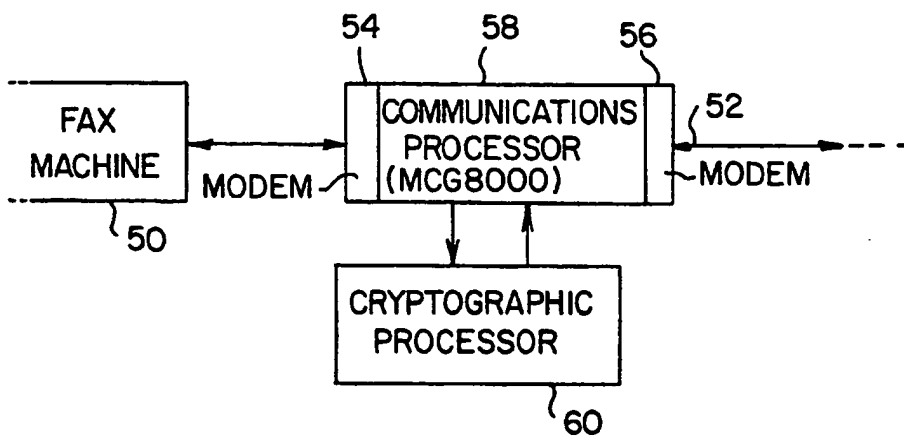 54
58
56
52
FAX
MACHINE
COMMUNICATIONS
PROCESSOR
(MCG8000)
MODEM
MODEM
50
CRYPTOGRAPHIC
PROCESSOR
60